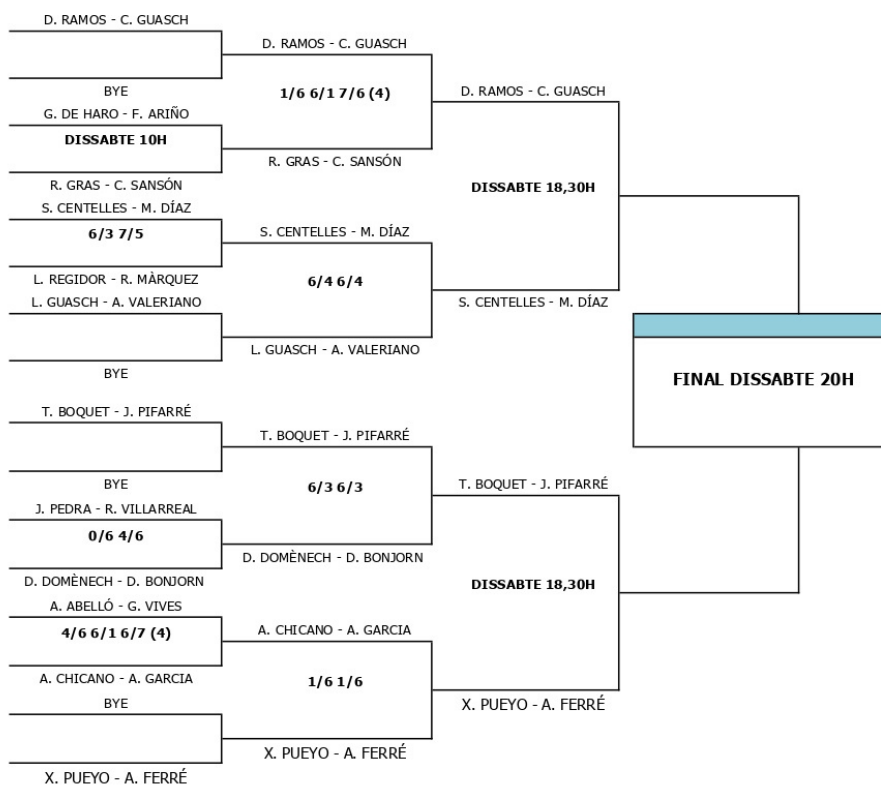 D. RAMOS - C. GUASCH
BYE
G. DE HARO - F. ARIÑO
DISSABTE 10H
R. GRAS - C. SANSÓN
S. CENTELLES - M. DÍAZ
6/3 7/5
L. REGIDOR - R. MÀRQUEZ
L. GUASCH - A. VALERIANO
BYE
T. BOQUET - J. PIFARRÉ
BYE
J. PEDRA - R. VILLARREAL
0/6 4/6
D. DOMÈNECH - D. BONJORN
A. ABELLÓ - G. VIVES
4/6 6/1 6/7 (4)
A. CHICANO - A. GARCIA
BYE
X. PUEYO - A. FERRÉ
D. RAMOS - C. GUASCH
1/6 6/1 7/6 (4)
R. GRAS - C. SANSÓN
S. CENTELLES - M. DÍAZ
6/4 6/4
L. GUASCH - A. VALERIANO
T. BOQUET - J. PIFARRÉ
6/3 6/3
D. DOMÈNECH - D. BONJORN
A. CHICANO - A. GARCIA
1/6 1/6
X. PUEYO - A. FERRÉ
D. RAMOS - C. GUASCH
DISSABTE 18,30H
S. CENTELLES - M. DÍAZ
T. BOQUET - J. PIFARRÉ
DISSABTE 18,30H
X. PUEYO - A. FERRÉ
FINAL DISSABTE 20H